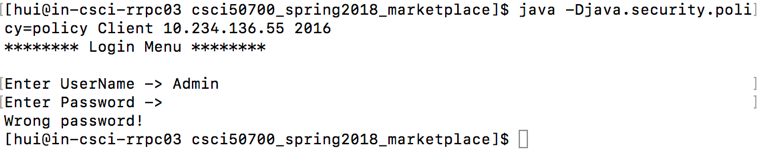 [[hui@in-csci-rrpc03 csci50700_spring2018_marketplace]$ java -Djava.security.poli]
cy=policy Client 10.234.136.55 2016
******** Login Menu ********
[Enter UserName -> Admin ]
[Enter Password -> ]
Wrong password!
[hui@in-csci-rrpc03 csci50700_spring2018_marketplace]$